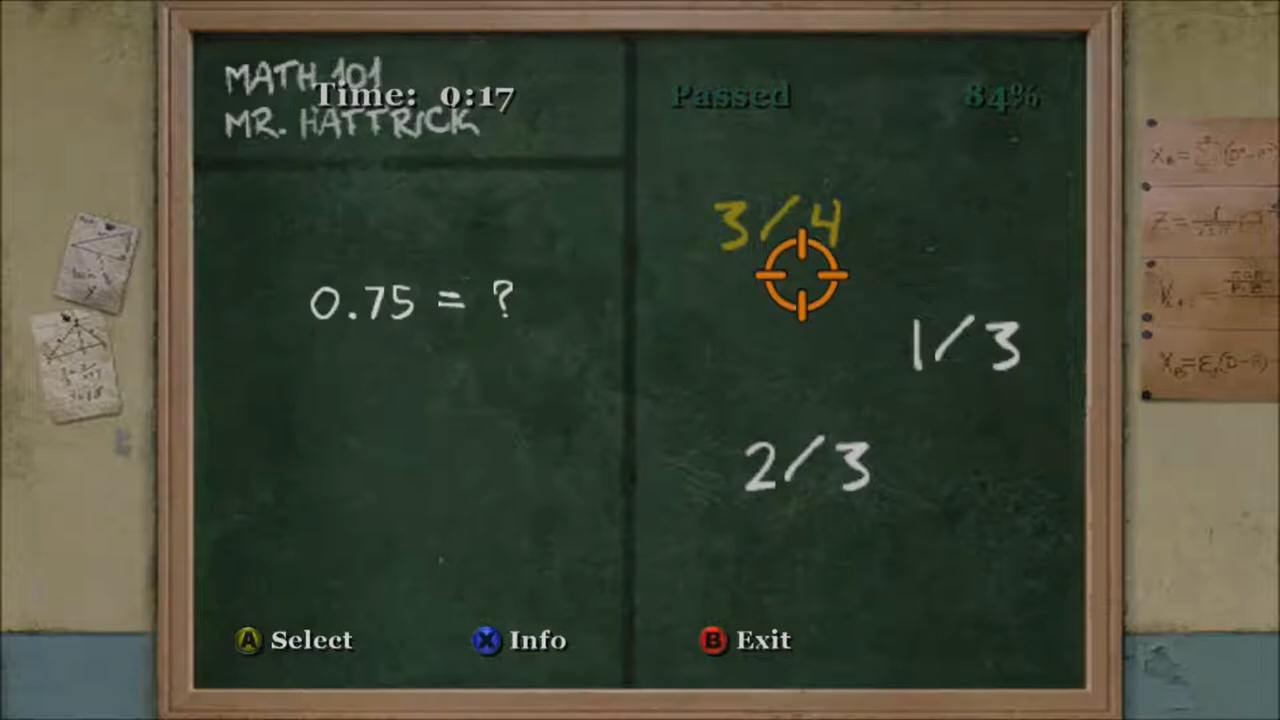 MATH 101
Time: 0:17
MR. HATTRICK
Passed 84%
0.75 = ?
3/4
1/3
2/3
A Select
X Info
B Exit